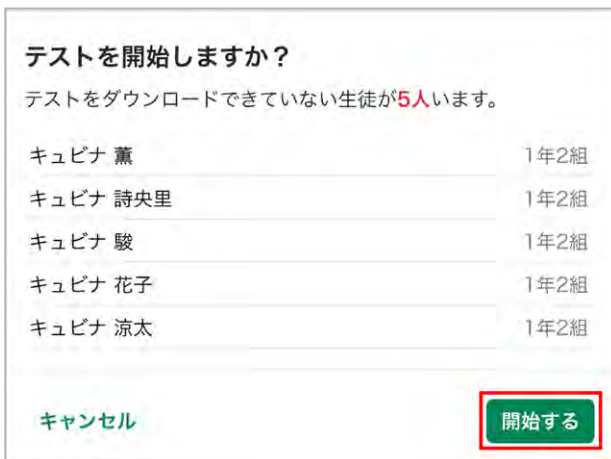 テストを開始しますか？
テストをダウンロードできていない生徒が5人います。
キュビナ 薫 1年2組
キュビナ 詩央里 1年2組
キュビナ 駿 1年2組
キュビナ 花子 1年2組
キュビナ 涼太 1年2組
キャンセル 開始する